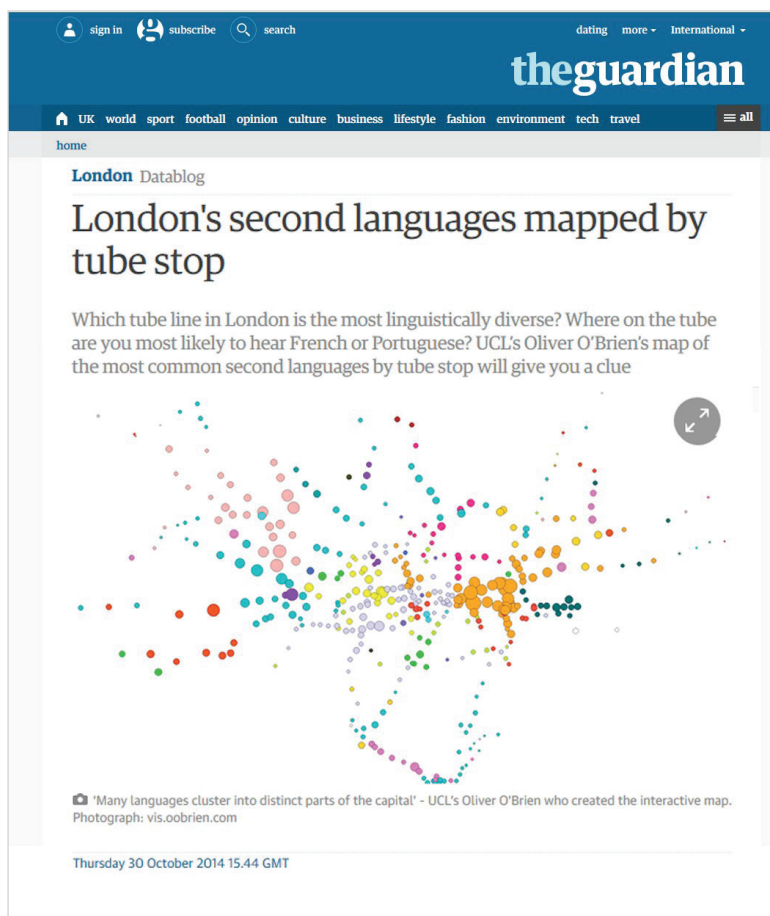 sign in subscribe search dating more International
theguardian
UK world sport football opinion culture business lifestyle fashion environment tech travel all
home
London Datablog
London's second languages mapped by
tube stop
Which tube line in London is the most linguistically diverse? Where on the tube
are you most likely to hear French or Portuguese? UCL's Oliver O'Brien's map of
the most common second languages by tube stop will give you a clue
'Many languages cluster into distinct parts of the capital' - UCL's Oliver O'Brien who created the interactive map.
Photograph: vis.oobrien.com
Thursday 30 October 2014 15.44 GMT